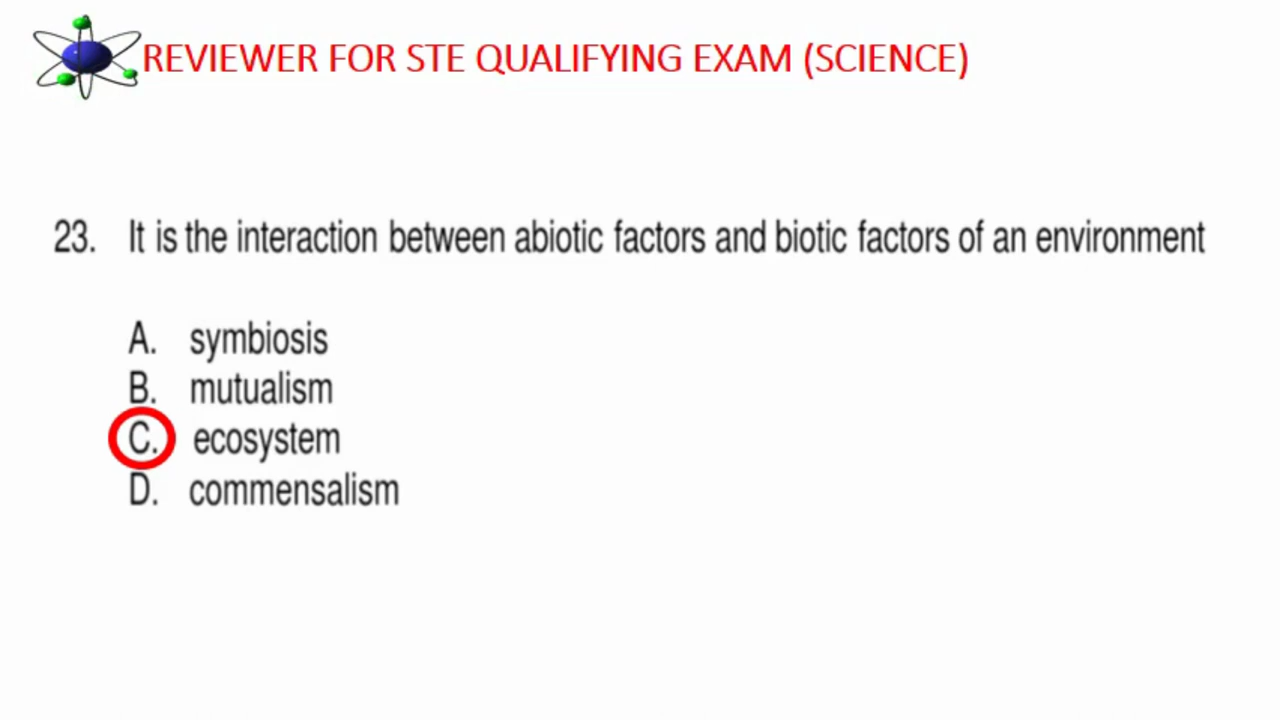 REVIEWER FOR STE QUALIFYING EXAM (SCIENCE)
23. It is the interaction between abiotic factors and biotic factors of an environment
A. symbiosis
B. mutualism
C. ecosystem
D. commensalism